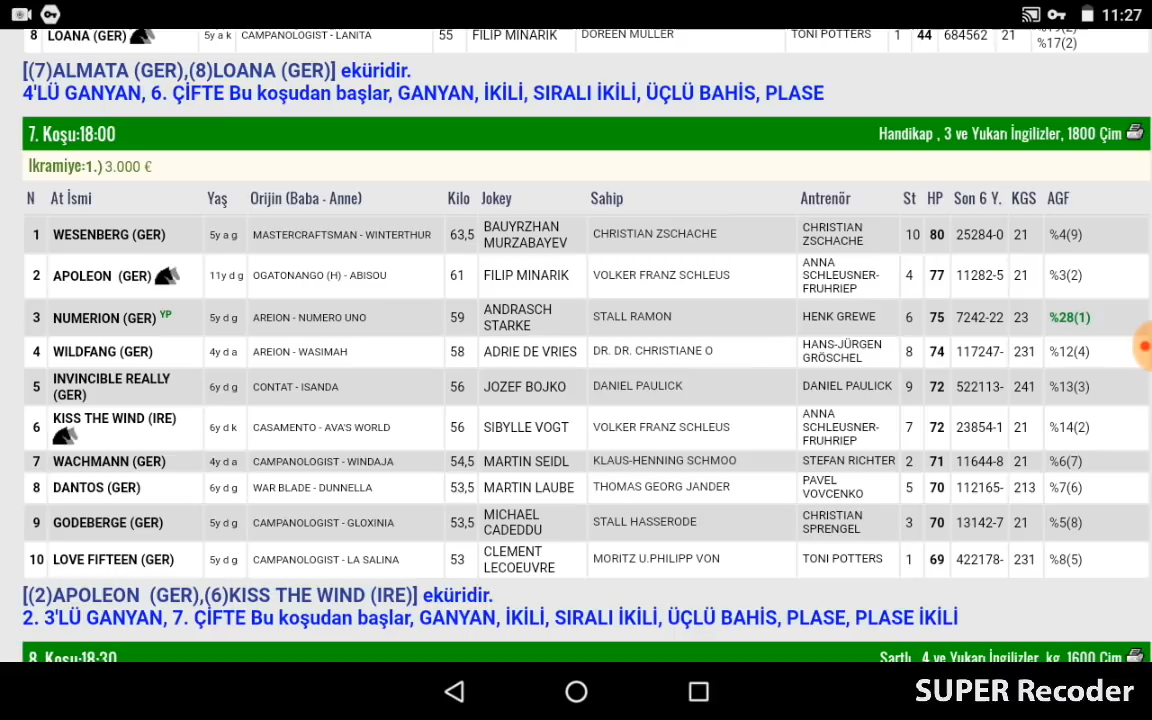 11:27
8 LOANA (GER) 5y a k CAMPANOLOGIST - LANITA 55 FILIP MINARIK DOREEN MULLER TONI POTTERS 1 44 684562 21
%17(2)
[(7)ALMATA (GER),(8)LOANA (GER)] eküridir.
4'LÜ GANYAN, 6. ÇİFTE Bu koşudan başlar, GANYAN, İKİLİ, SIRALI İKİLİ, ÜÇLÜ BAHİS, PLASE
7. Koşu:18:00 Handikap , 3 ve Yukarı İngilizler, 1800 Çim
Ikramiye:1.) 3.000 €
N At İsmi Yaş Orijin (Baba - Anne) Kilo Jokey Sahip Antrenör St HP Son 6 Y. KGS AGF
1 WESENBERG (GER) 5y a g MASTERCRAFTSMAN - WINTERTHUR 63,5 BAUYRZHAN MURZABAYEV CHRISTIAN ZSCHACHE CHRISTIAN ZSCHACHE 10 80 25284-0 21 %4(9)
2 APOLEON (GER) 11y d g OGATONANGO (H) - ABISOU 61 FILIP MINARIK VOLKER FRANZ SCHLEUS ANNA SCHLEUSNER-FRUHRIEP 4 77 11282-5 21 %3(2)
3 NUMERION (GER) YP 5y d g AREION - NUMERO UNO 59 ANDRASCH STARKE STALL RAMON HENK GREWE 6 75 7242-22 23 %28(1)
4 WILDFANG (GER) 4y d a AREION - WASIMAH 58 ADRIE DE VRIES DR. DR. CHRISTIANE O HANS-JÜRGEN GRÖSCHEL 8 74 117247- 231 %12(4)
5 INVINCIBLE REALLY (GER) 6y d g CONTAT - ISANDA 56 JOZEF BOJKO DANIEL PAULICK DANIEL PAULICK 9 72 522113- 241 %13(3)
6 KISS THE WIND (IRE) 6y d k CASAMENTO - AVA'S WORLD 56 SIBYLLE VOGT VOLKER FRANZ SCHLEUS ANNA SCHLEUSNER-FRUHRIEP 7 72 23854-1 21 %14(2)
7 WACHMANN (GER) 4y d a CAMPANOLOGIST - WINDAJA 54,5 MARTIN SEIDL KLAUS-HENNING SCHMOO STEFAN RICHTER 2 71 11644-8 21 %6(7)
8 DANTOS (GER) 6y d g WAR BLADE - DUNNELLA 53,5 MARTIN LAUBE THOMAS GEORG JANDER PAVEL VOVCENKO 5 70 112165- 213 %7(6)
9 GODEBERGE (GER) 5y d g CAMPANOLOGIST - GLOXINIA 53,5 MICHAEL CADEDDU STALL HASSERODE CHRISTIAN SPRENGEL 3 70 13142-7 21 %5(8)
10 LOVE FIFTEEN (GER) 5y d g CAMPANOLOGIST - LA SALINA 53 CLEMENT LECOEUVRE MORITZ U.PHILIPP VON TONI POTTERS 1 69 422178- 231 %8(5)
[(2)APOLEON (GER),(6)KISS THE WIND (IRE)] eküridir.
2. 3'LÜ GANYAN, 7. ÇİFTE Bu koşudan başlar, GANYAN, İKİLİ, SIRALI İKİLİ, ÜÇLÜ BAHİS, PLASE, PLASE İKİLİ
8. Koşu:18:30 Şartlı, 4 ve Yukarı İngilizler, kg, 1600 Çim
SUPER Recoder